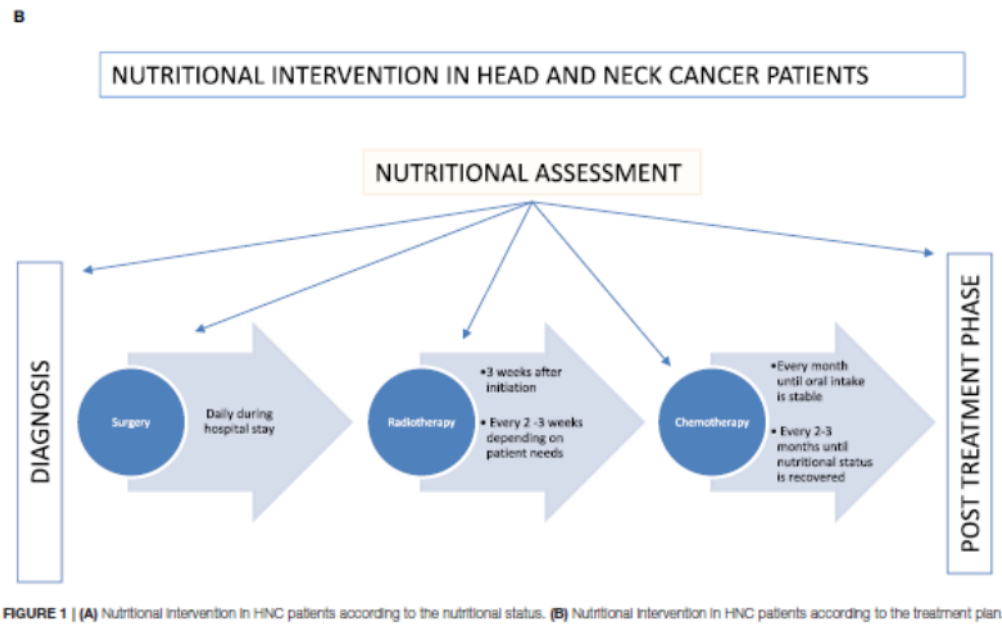 B
NUTRITIONAL INTERVENTION IN HEAD AND NECK CANCER PATIENTS
NUTRITIONAL ASSESSMENT
DIAGNOSIS
Surgery
Daily during
hospital stay
Radiotherapy
•3 weeks after
initiation
• Every 2 -3 weeks
depending on
patient needs
Chemotherapy
•Every month
until oral intake
is stable
• Every 2-3
months until
nutritional status
is recovered
POST TREATMENT PHASE
FIGURE 1 | (A) Nutritional intervention in HNC patients according to the nutritional status. (B) Nutritional intervention in HNC patients according to the treatment plan